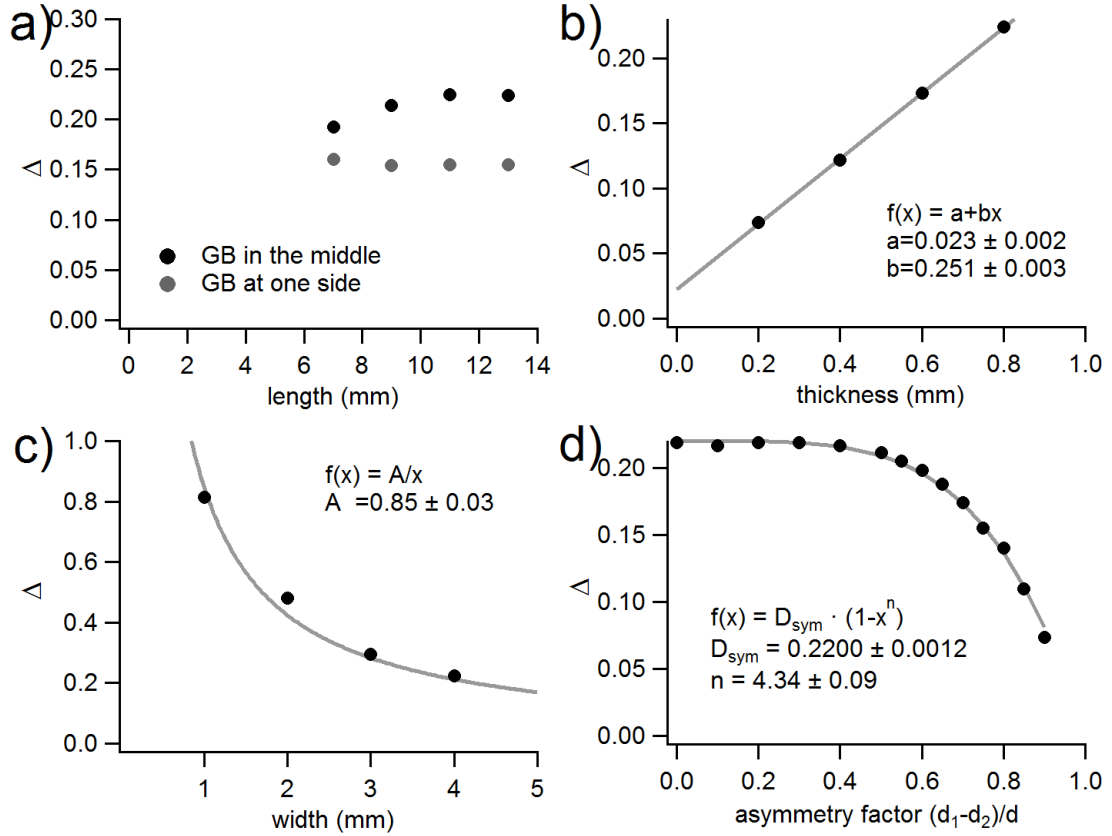 a)
0.30
0.25
0.20
0.15
0.10
0.05
0.00
Δ
GB in the middle
GB at one side
0 2 4 6 8 10 12 14
length (mm)
b)
0.20
0.15
0.10
0.05
0.00
Δ
f(x) = a+bx
a=0.023 ± 0.002
b=0.251 ± 0.003
0.0 0.2 0.4 0.6 0.8 1.0
thickness (mm)
c)
1.0
0.8
0.6
0.4
0.2
0.0
Δ
f(x) = A/x
A =0.85 ± 0.03
1 2 3 4 5
width (mm)
d)
0.20
0.15
0.10
0.05
0.00
Δ
f(x) = D_sym · (1-x^n)
D_sym = 0.2200 ± 0.0012
n = 4.34 ± 0.09
0.0 0.2 0.4 0.6 0.8 1.0
asymmetry factor (d₁-d₂)/d